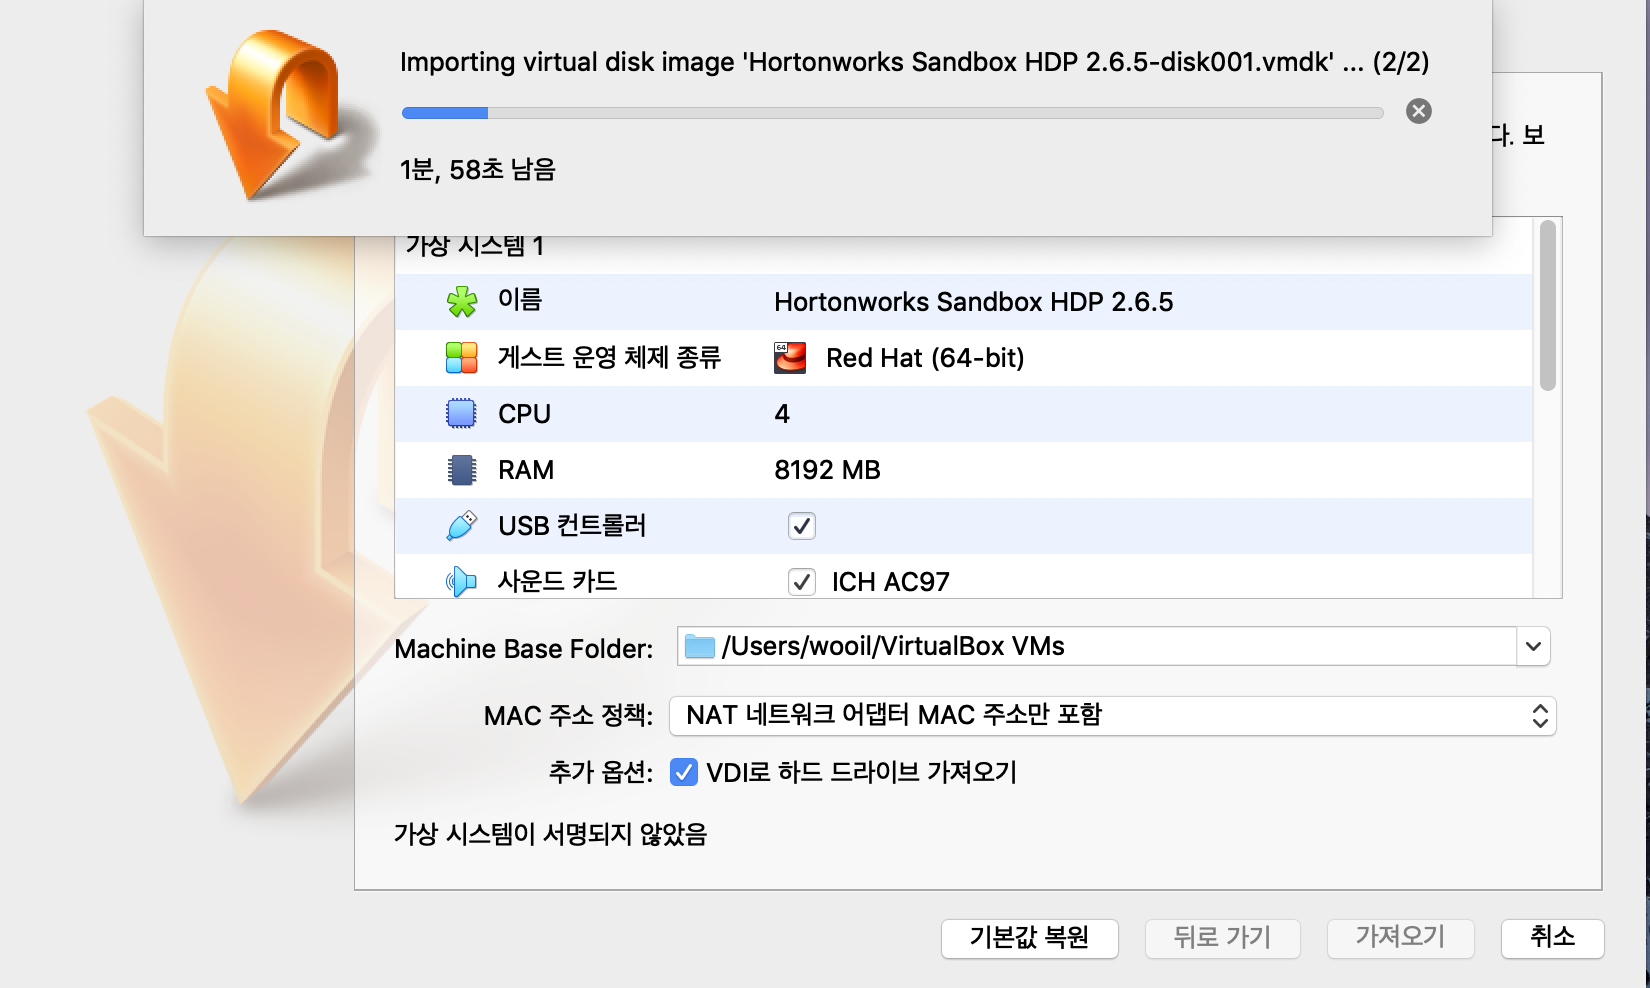 Importing virtual disk image 'Hortonworks Sandbox HDP 2.6.5-disk001.vmdk' ... (2/2)
1분, 58초 남음
다. 보
가상 시스템 1
이름 Hortonworks Sandbox HDP 2.6.5
게스트 운영 체제 종류 64 Red Hat (64-bit)
CPU 4
RAM 8192 MB
USB 컨트롤러
사운드 카드 ICH AC97
Machine Base Folder: /Users/wooil/VirtualBox VMs
MAC 주소 정책: NAT 네트워크 어댑터 MAC 주소만 포함
추가 옵션: VDI로 하드 드라이브 가져오기
가상 시스템이 서명되지 않았음
기본값 복원 뒤로 가기 가져오기 취소